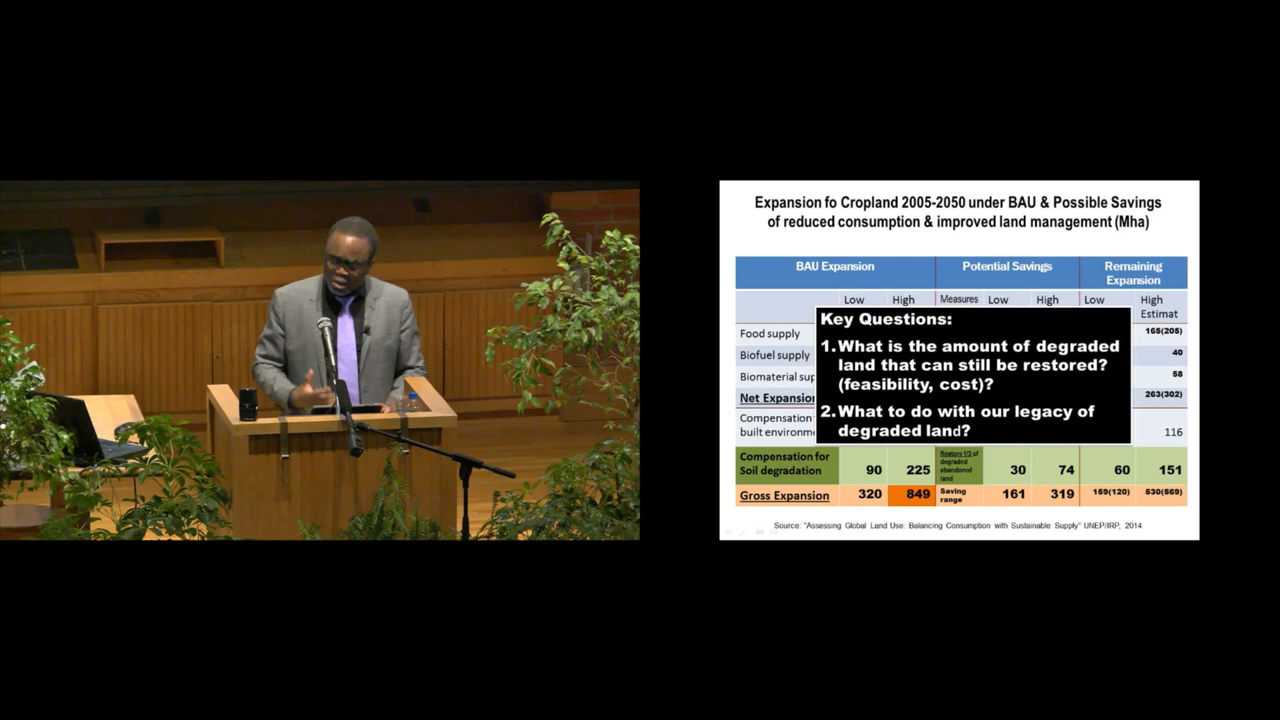 Expansion fo Cropland 2005-2050 under BAU & Possible Savings
of reduced consumption & improved land management (Mha)
BAU Expansion Potential Savings Remaining
Expansion
Low High Measures Low High Low High
Estimat
Food supply 165(205)
Biofuel supply 40
Biomaterial sup 58
Net Expansion 263(302)
Compensation
built environm 116
Key Questions:
1. What is the amount of degraded
land that can still be restored?
(feasibility, cost)?
2. What to do with our legacy of
degraded land?
Compensation for
Soil degradation 90 225 Restore 1/3 of
degraded
abandoned
land 30 74 60 151
Gross Expansion 320 849 Saving
range 161 319 159(120) 530(569)
Source: "Assessing Global Land Use: Balancing Consumption with Sustainable Supply" UNEP/IRP, 2014